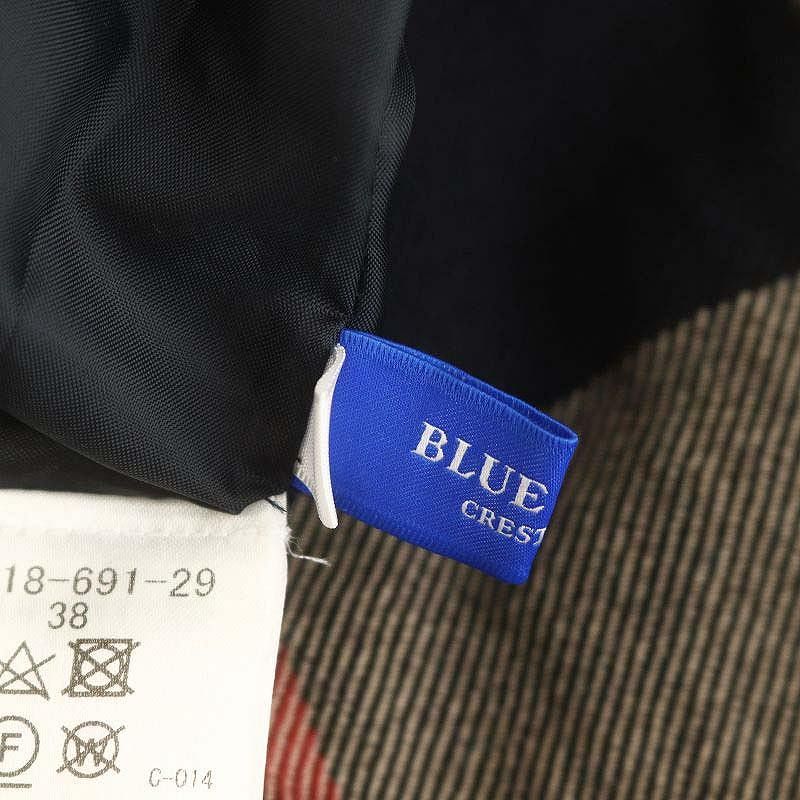 BLUE
CREST
18-691-29
38
F
W
C-014